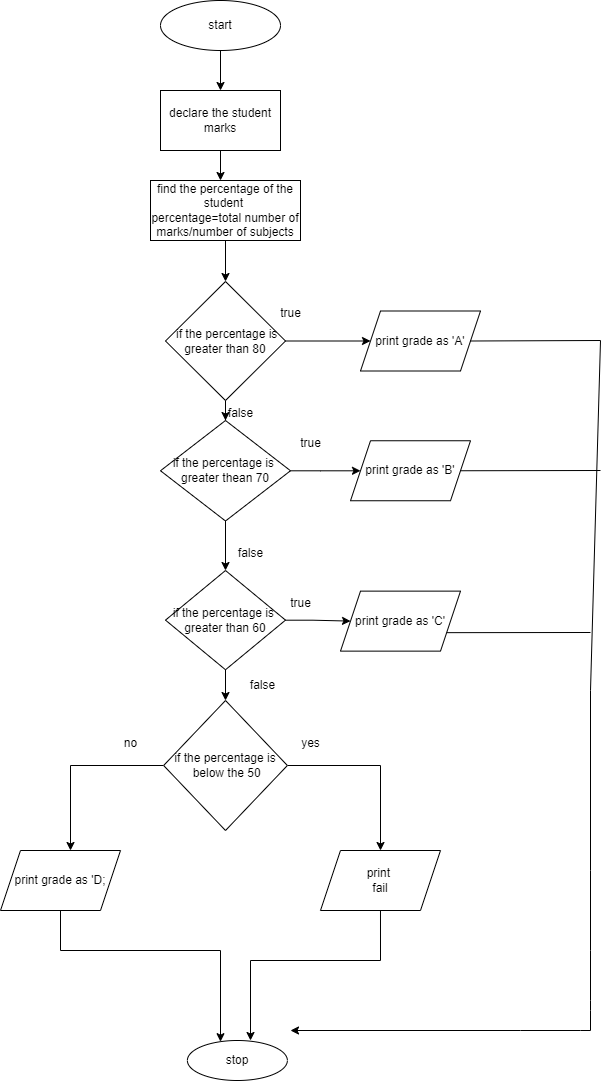 start
declare the student
marks
find the percentage of the
student
percentage=total number of
marks/number of subjects
true
if the percentage is
greater than 80
print grade as 'A'
false
true
if the percentage is
greater thean 70
print grade as 'B'
false
true
if the percentage is
greater than 60
print grade as 'C'
false
no
yes
if the percentage is
below the 50
print grade as 'D;
print
fail
stop